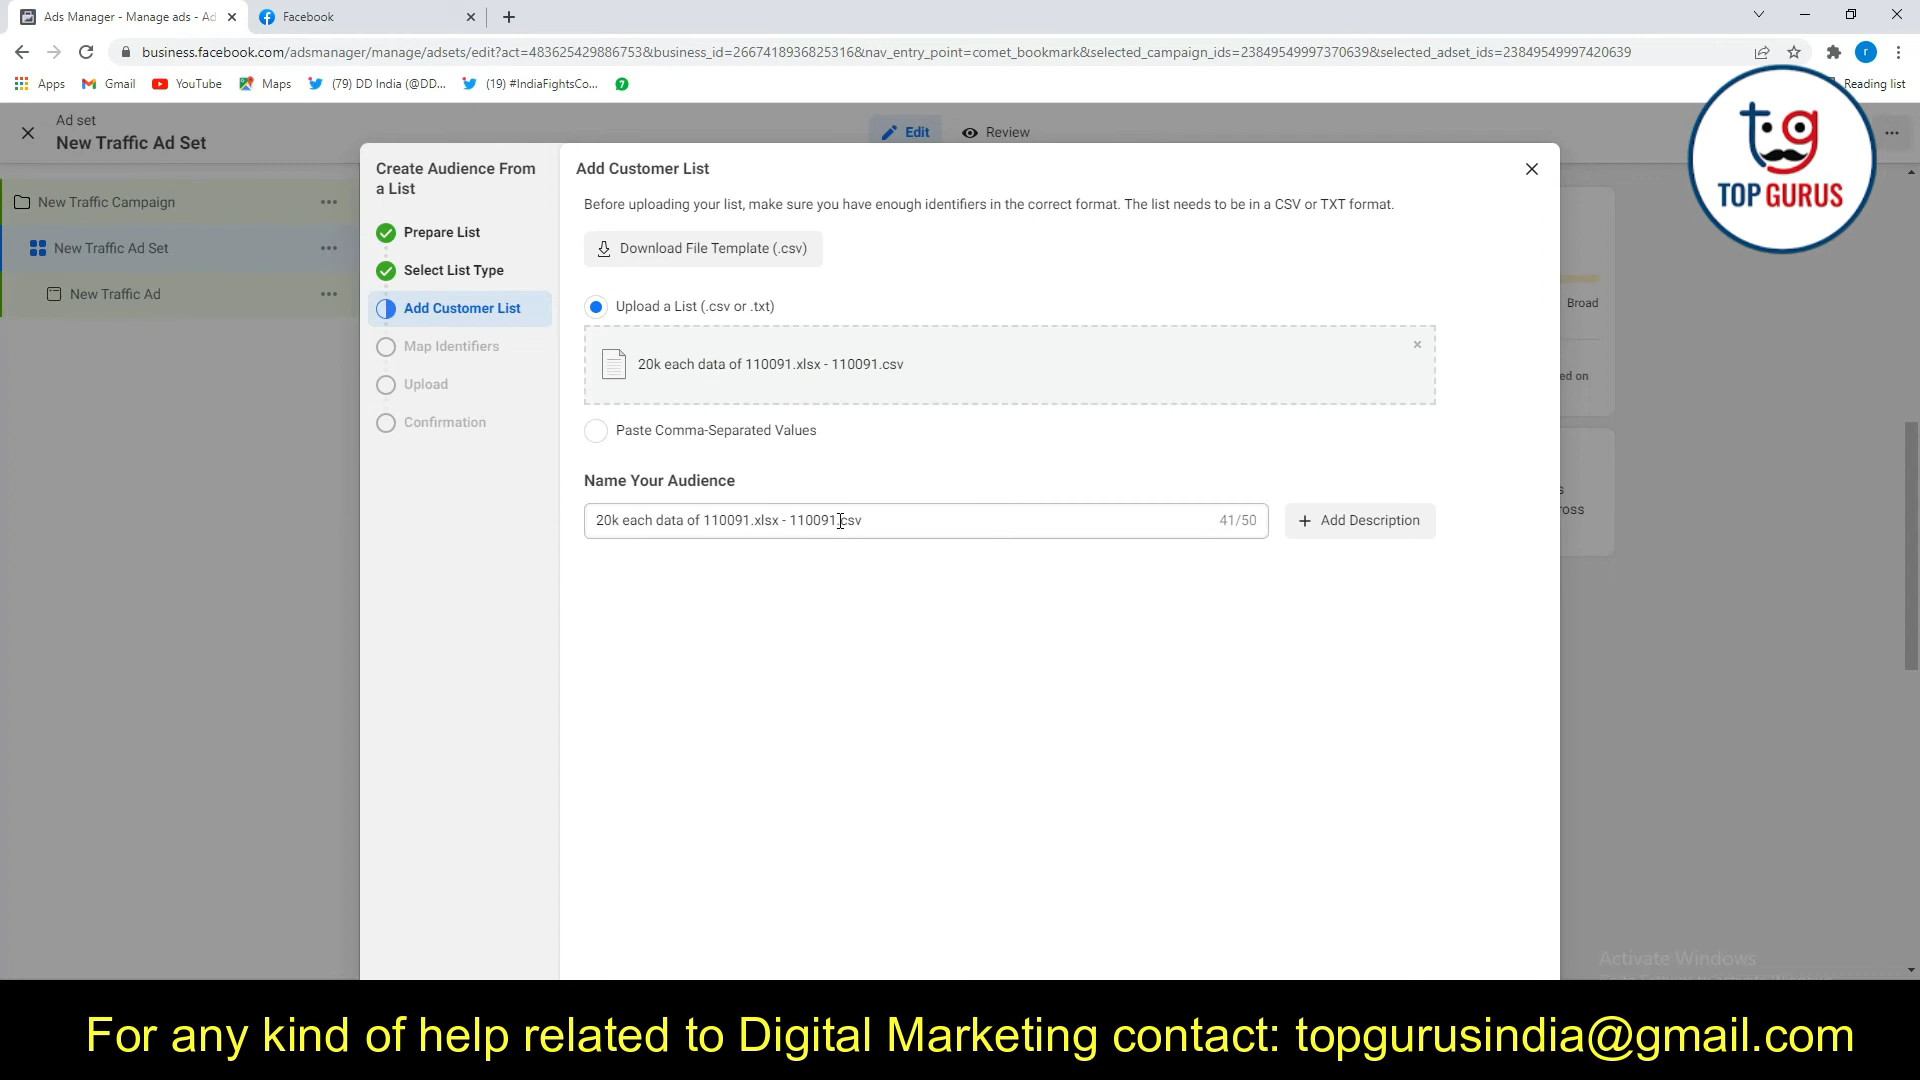 Ads Manager - Manage ads - Ad
Facebook
business.facebook.com/adsmanager/manage/adsets/edit?act=483625429886753&business_id=2667418936825316&nav_entry_point=comet_bookmark&selected_campaign_ids=23849549997370639&selected_adset_ids=23849549997420639
r
Apps
Gmail
YouTube
Maps
(79) DD India (@DD...
(19) #IndiaFightsCo...
Reading list
Ad set
New Traffic Ad Set
Edit
Review
tg
TOP GURUS
New Traffic Campaign
New Traffic Ad Set
New Traffic Ad
Create Audience From
a List
Prepare List
Select List Type
Add Customer List
Map Identifiers
Upload
Confirmation
Add Customer List
Before uploading your list, make sure you have enough identifiers in the correct format. The list needs to be in a CSV or TXT format.
Download File Template (.csv)
Upload a List (.csv or .txt)
20k each data of 110091.xlsx - 110091.csv
Paste Comma-Separated Values
Name Your Audience
20k each data of 110091.xlsx - 110091.csv
41/50
+ Add Description
Broad
ed on
s
oss
Activate Windows
For any kind of help related to Digital Marketing contact: topgurusindia@gmail.com